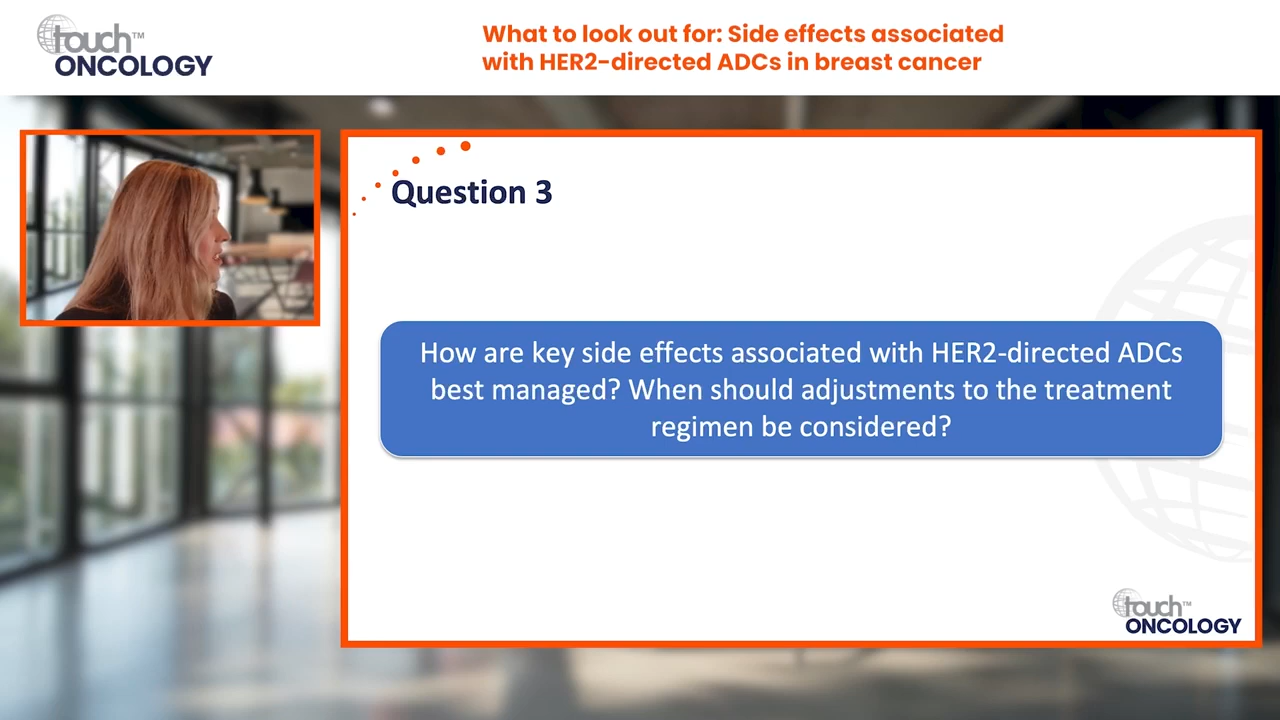 touch™
ONCOLOGY
What to look out for: Side effects associated
with HER2-directed ADCs in breast cancer
Question 3
How are key side effects associated with HER2-directed ADCs
best managed? When should adjustments to the treatment
regimen be considered?
touch™
ONCOLOGY